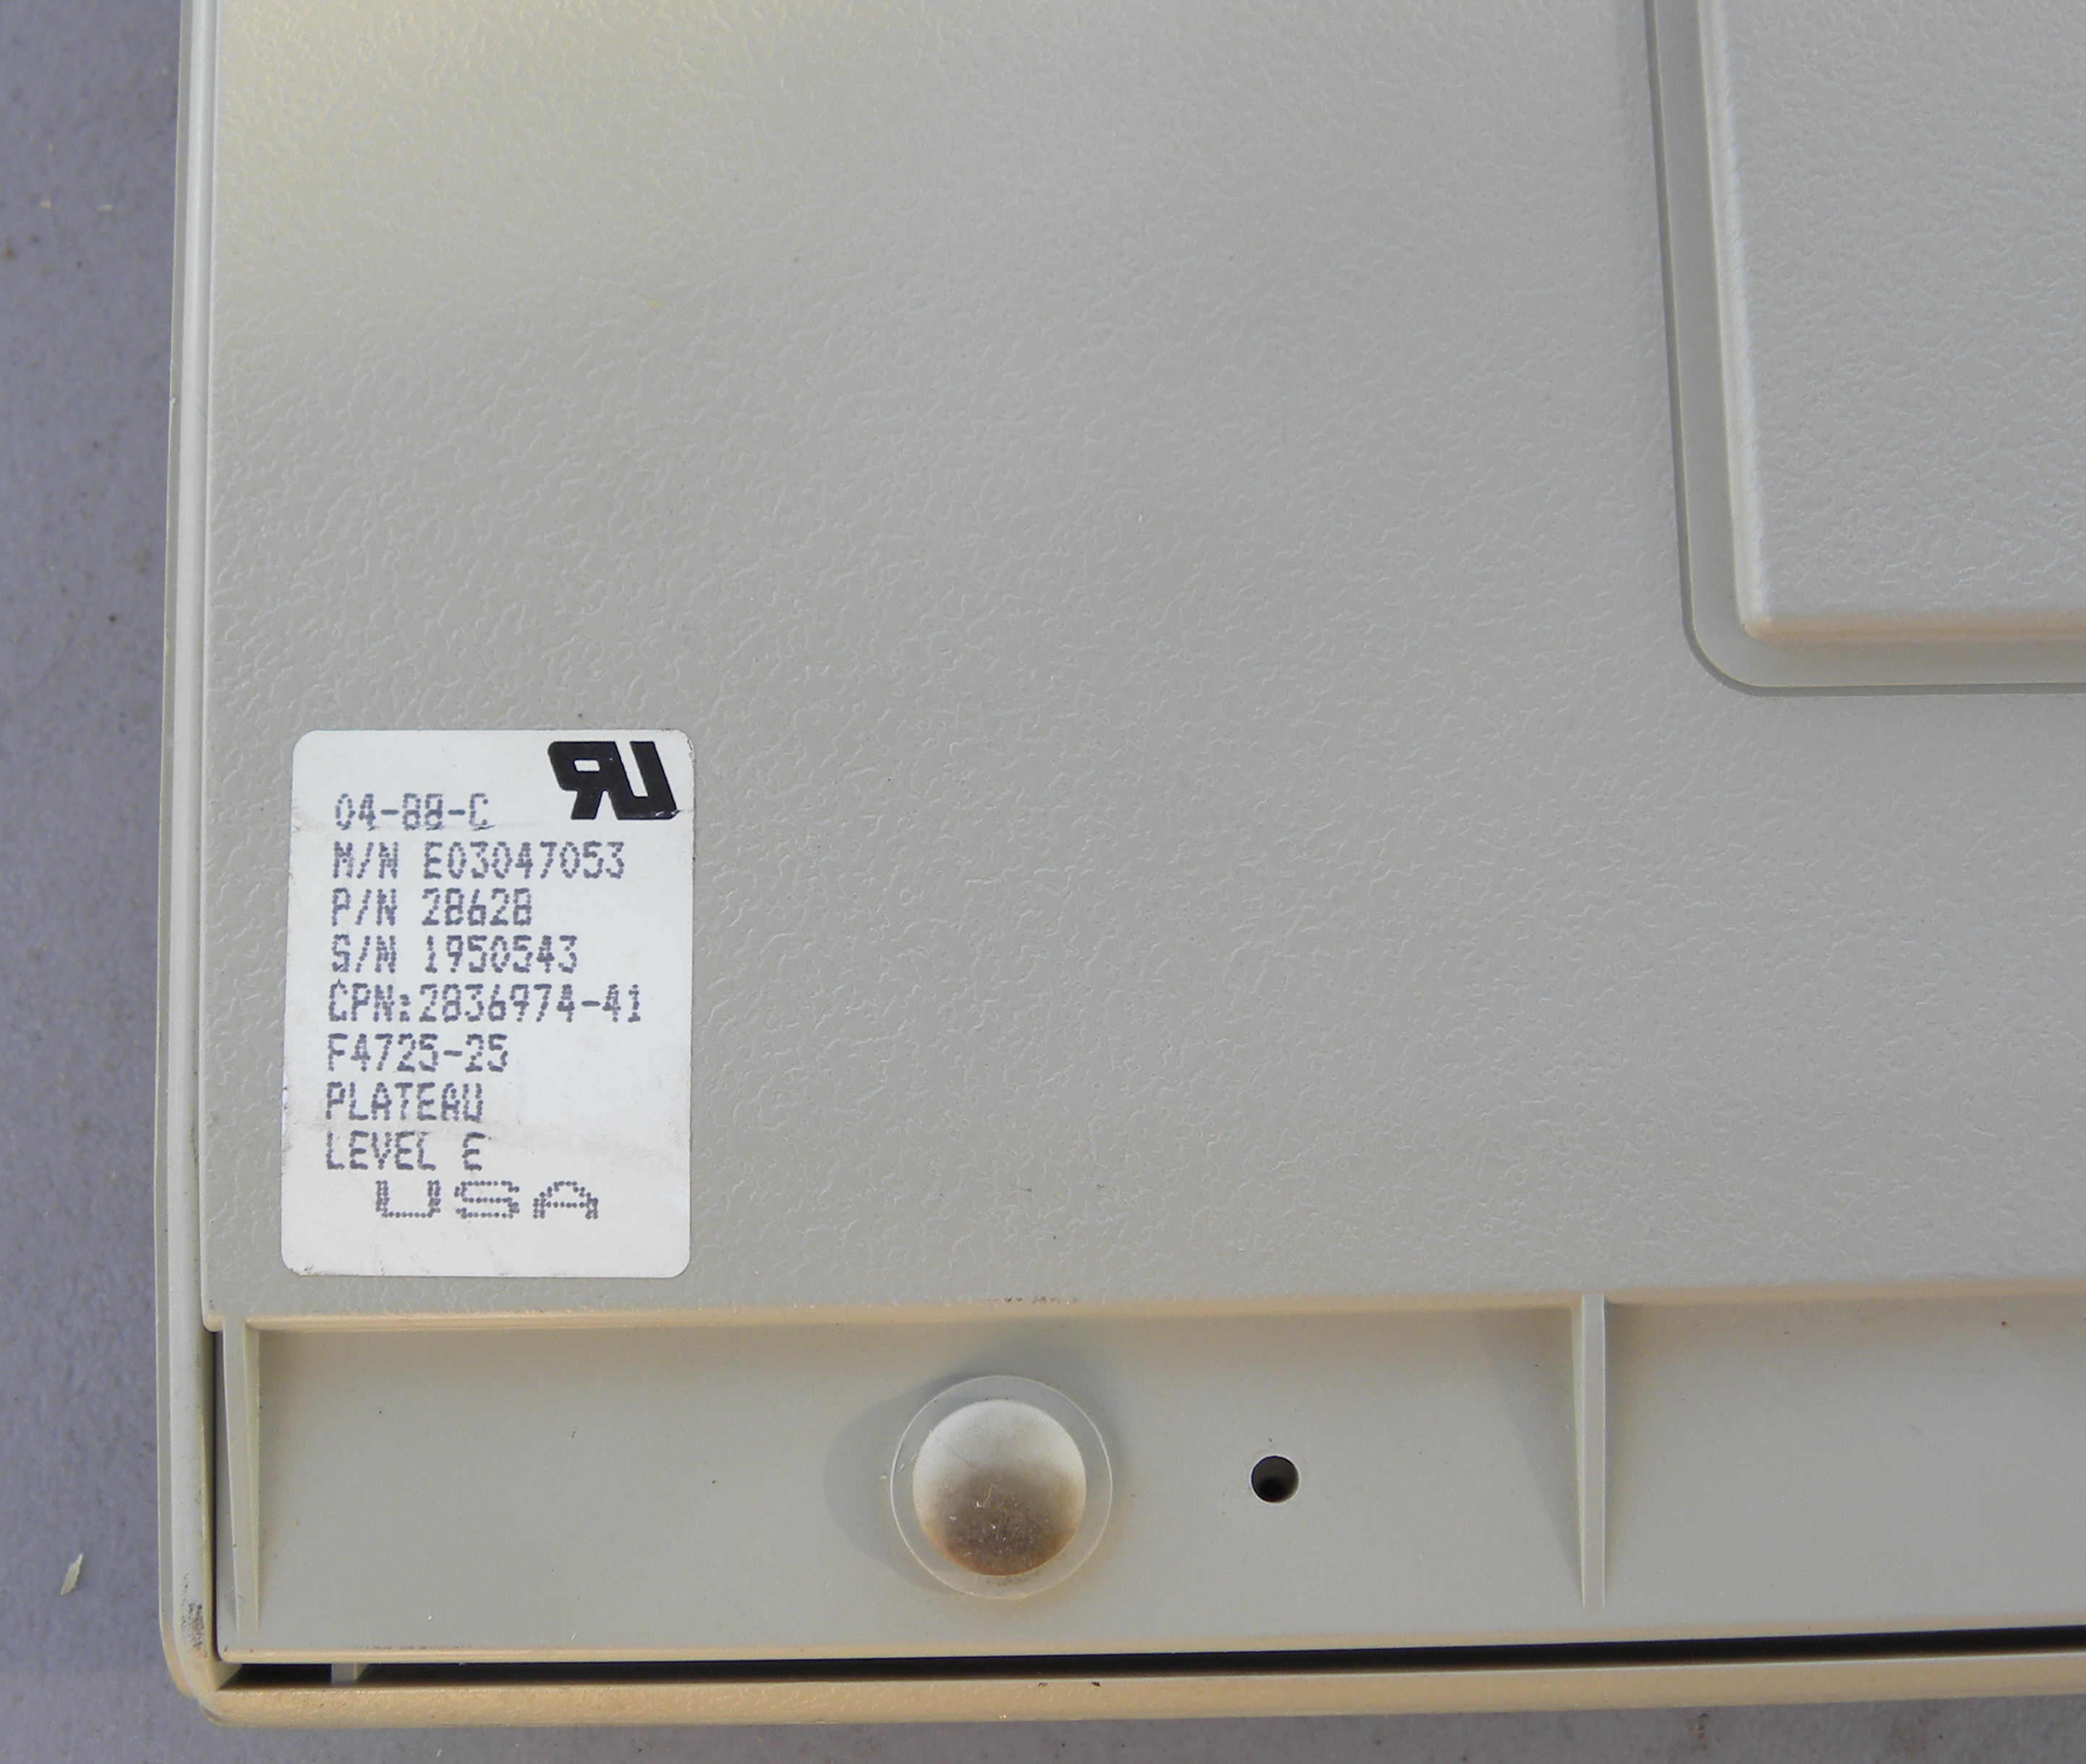 04-88-C
M/N E03047053
P/N 28628
S/N 1950543
CPN:2836974-41
F4725-25
PLATEAU
LEVEL E
USA